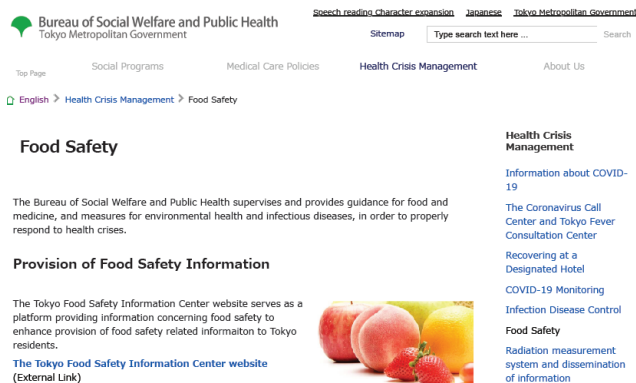 Speech reading Character expansion Japanese Tokyo Metropolitan Government
Bureau of Social Welfare and Public Health
Tokyo Metropolitan Government
Sitemap
Type search text here ...
Search
Top Page
Social Programs
Medical Care Policies
Health Crisis Management
About Us
English > Health Crisis Management > Food Safety
Food Safety
The Bureau of Social Welfare and Public Health supervises and provides guidance for food and
medicine, and measures for environmental health and infectious diseases, in order to properly
respond to health crises.
Provision of Food Safety Information
The Tokyo Food Safety Information Center website serves as a
platform providing information concerning food safety to
enhance provision of food safety related informaiton to Tokyo
residents.
The Tokyo Food Safety Information Center website
(External Link)
Health Crisis
Management
Information about COVID-
19
The Coronavirus Call
Center and Tokyo Fever
Consultation Center
Recovering at a
Designated Hotel
COVID-19 Monitoring
Infection Disease Control
Food Safety
Radiation measurement
system and dissemination
of information